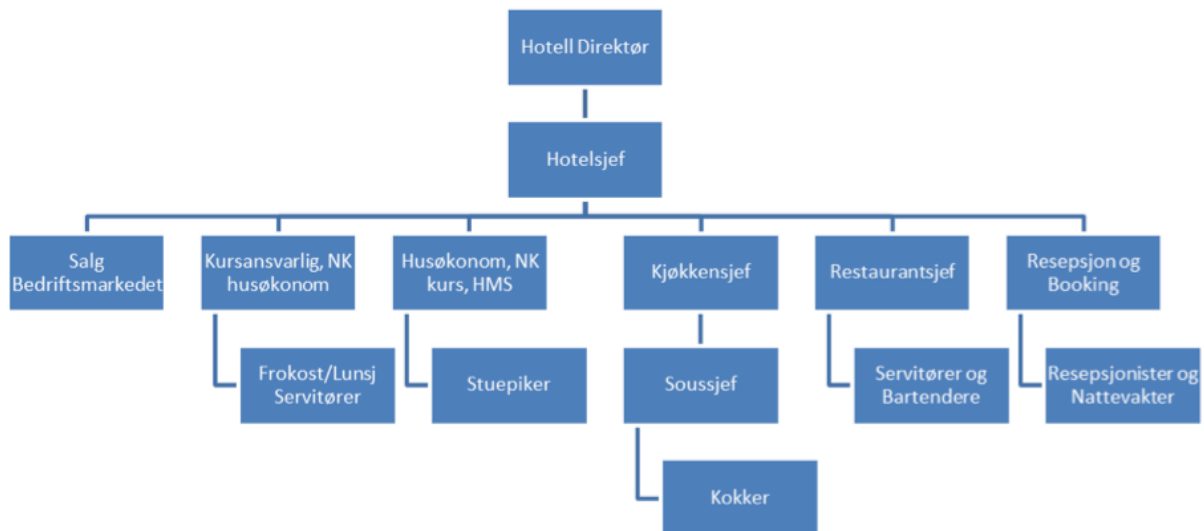 Hotell Direktør
Hotelsjef
Salg
Bedriftsmarkedet
Kursansvarlig, NK
husøkonom
Husøkonom, NK
kurs, HMS
Kjøkkensjef
Restaurantsjef
Resepsjon og
Booking
Frokost/Lunsj
Servitører
Stuepiker
Soussjef
Servitører og
Bartendere
Resepsjonister og
Nattevakter
Kokker